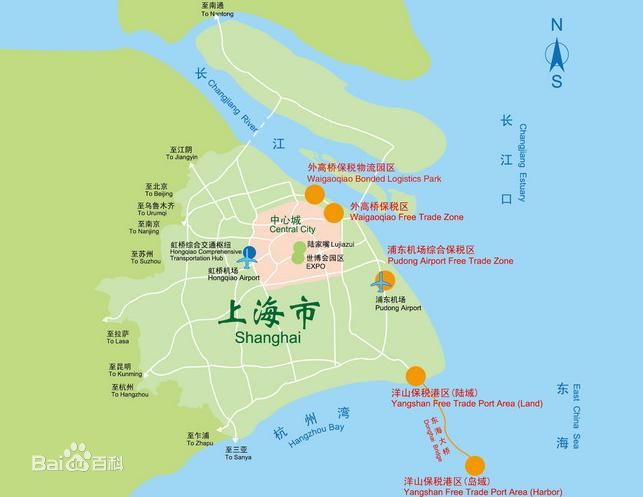 至南通
To Nantong
N
S
长
江
Changjiang River
长
江
口
Changjiang Estuary
至江阴
To Jiangyin
外高桥保税物流园区
Waigaoqiao Bonded Logistics Park
至北京
To Beijing
至乌鲁木齐
To Urumqi
至南京
To Nanjing
外高桥保税区
Waigaoqiao Free Trade Zone
中心城
Central City
至苏州
To Suzhou
虹桥综合交通枢纽
Hongqiao Comprehensive
Transportation Hub
虹桥机场
Hongqiao Airport
陆家嘴 Lujiazui
世博会园区
EXPO
浦东机场综合保税区
Pudong Airport Free Trade Zone
浦东机场
Pudong Airport
上海市
Shanghai
至拉萨
To Lasa
至昆明
To Kunming
至杭州
To Hangzhou
洋山保税港区(陆域)
Yangshan Free Trade Port Area (Land)
东海大桥
Donghai Bridge
东
海
East China Sea
杭州湾
Hangzhou Bay
至乍浦
To Zhapu
至三亚
To Sanya
洋山保税港区(岛域)
Yangshan Free Trade Port Area (Harbor)
Bai百科